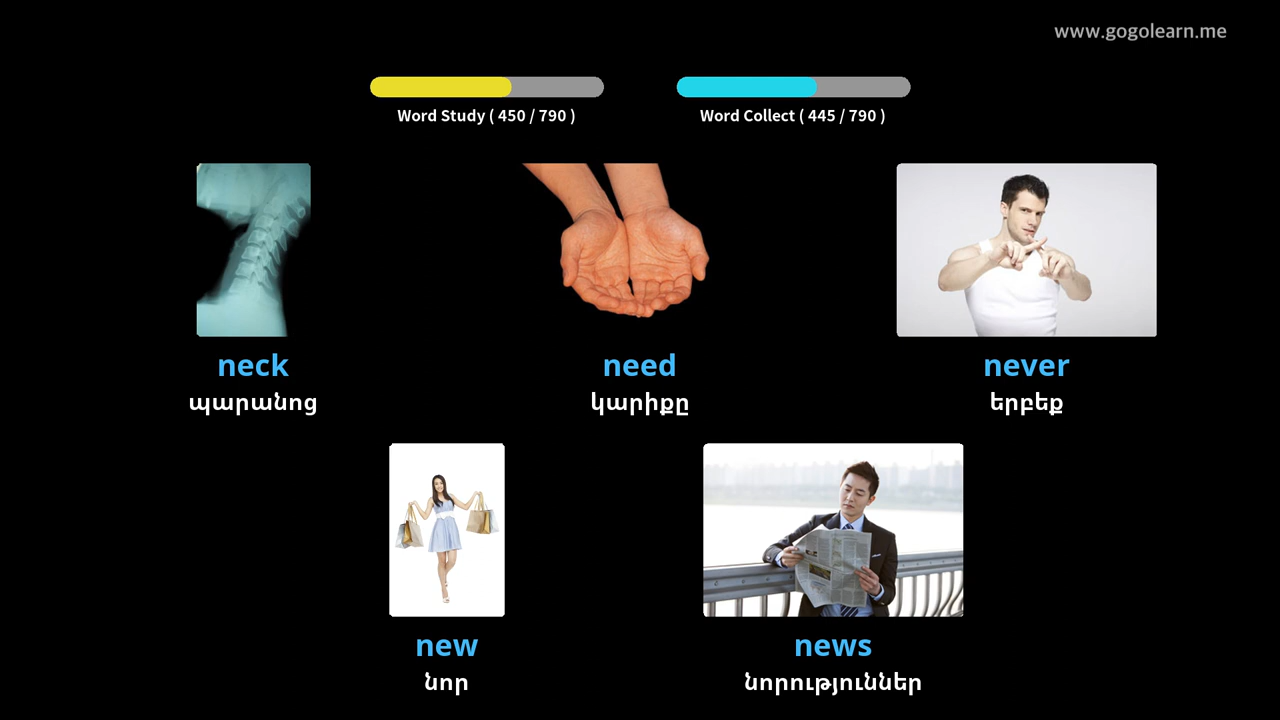 www.gogolearn.me
Word Study ( 450 / 790 )
Word Collect ( 445 / 790 )
neck
պարանոց
need
կարիքը
never
երբեք
new
նոր
news
նորություններ